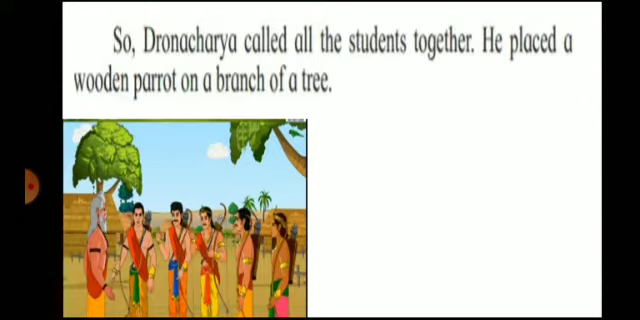 So, Dronacharya called all the students together. He placed a
wooden parrot on a branch of a tree.